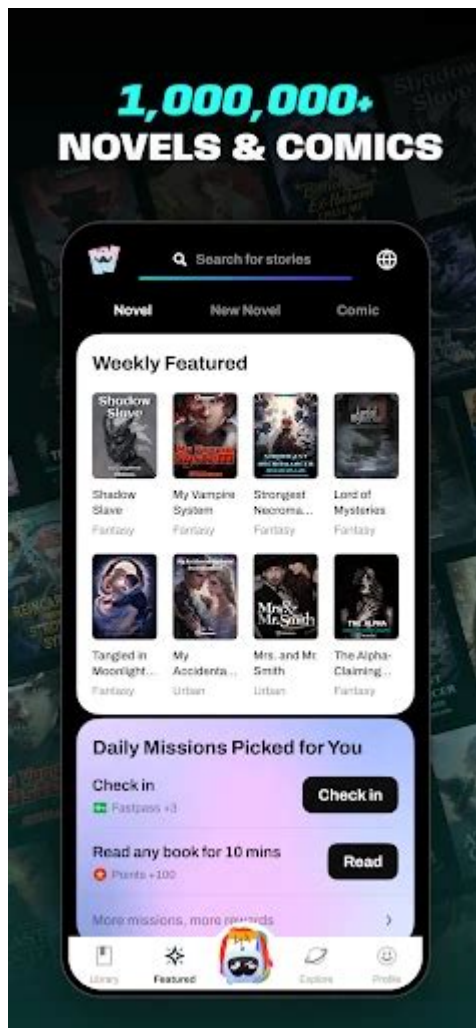 1,000,000+
NOVELS & COMICS
Search for stories
Novel New Novel Comic
Weekly Featured
Shadow Slave
Shadow
Slave
Fantasy
My Vampire
System
Fantasy
Strongest
Necroma...
Fantasy
Lord of
Mysteries
Fantasy
Mrs. & Mr. Smith
THE ALPHA
Tangled in
Moonlight...
Fantasy
My
Accidenta...
Urban
Mrs. and Mr.
Smith
Urban
The Alpha-
Claiming...
Fantasy
Daily Missions Picked for You
Check in
Fastpass +3
Check in
Read any book for 10 mins
Points +100
Read
More missions, more rewards
Library Featured Explore Profile